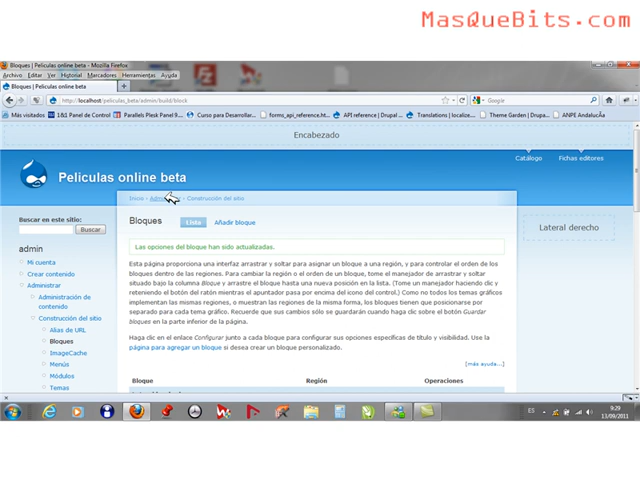 MasQueBits.com
Bloques | Películas online beta - Mozilla Firefox
Archivo Editar Ver Historial Marcadores Herramientas Ayuda
Bloques | Películas online beta
http://localhost/peliculas_beta/admin/build/block
Google
Más visitados 1&1 Panel de Control Parallels Plesk Panel 9.... Curso para Desarrollar... forms_api_reference.ht... API reference | Drupal ... Translations | localize.... Theme Garden | Drupa... ANPE AndalucÃ­a
Encabezado
Catálogo Fichas editores
Películas online beta
Inicio › Admi › Construcción del sitio
Buscar en este sitio:
Buscar
Bloques Lista Añadir bloque
Lateral derecho
Las opciones del bloque han sido actualizadas.
admin
Mi cuenta
Crear contenido
Administrar
Administración de
contenido
Construcción del sitio
Alias de URL
Bloques
ImageCache
Menús
Módulos
Temas
Esta página proporciona una interfaz arrastrar y soltar para asignar un bloque a una región, y para controlar el orden de los
bloques dentro de las regiones. Para cambiar la región o el orden de un bloque, tome el manejador de arrastrar y soltar
situado bajo la columna Bloque y arrastre el bloque hasta una nueva posición en la lista. (Tome un manejador haciendo clic y
reteniendo el botón del ratón mientras el apuntador pasa por encima del icono del control.) Como no todos los temas gráficos
implementan las mismas regiones, o muestran las regiones de la misma forma, los bloques tienen que posicionarse por
separado para cada tema gráfico. Recuerde que sus cambios sólo se guardarán cuando haga clic sobre el botón Guardar
bloques en la parte inferior de la página.
Haga clic en el enlace Configurar junto a cada bloque para configurar sus opciones específicas de título y visibilidad. Use la
página para agregar un bloque si desea crear un bloque personalizado.
[más ayuda...]
Bloque Región Operaciones
ES
9:29
13/09/2011